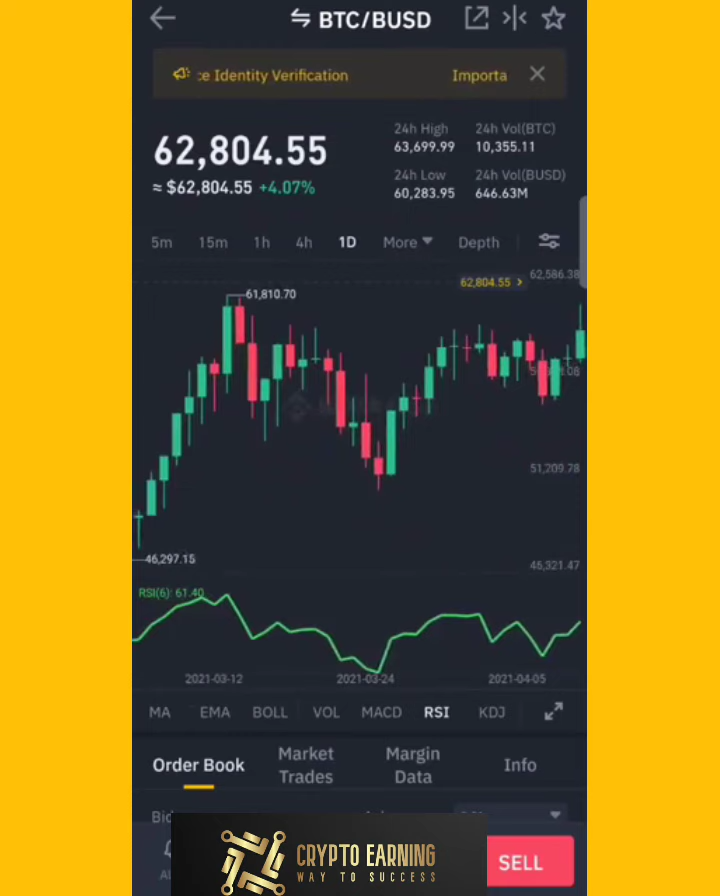 BTC/BUSD
ce Identity Verification Importa
62,804.55
≈ $62,804.55 +4.07%
24h High
63,699.99
24h Vol(BTC)
10,355.11
24h Low
60,283.95
24h Vol(BUSD)
646.63M
5m 15m 1h 4h 1D More Depth
62,586.38
62,804.55 >
61,810.70
51,209.78
46,297.15
46,321.47
RSI(6): 61.40
2021-03-12 2021-03-24 2021-04-05
MA EMA BOLL VOL MACD RSI KDJ
Order Book
Market
Trades
Margin
Data
Info
Bid
CRYPTO EARNING
WAY TO SUCCESS
SELL